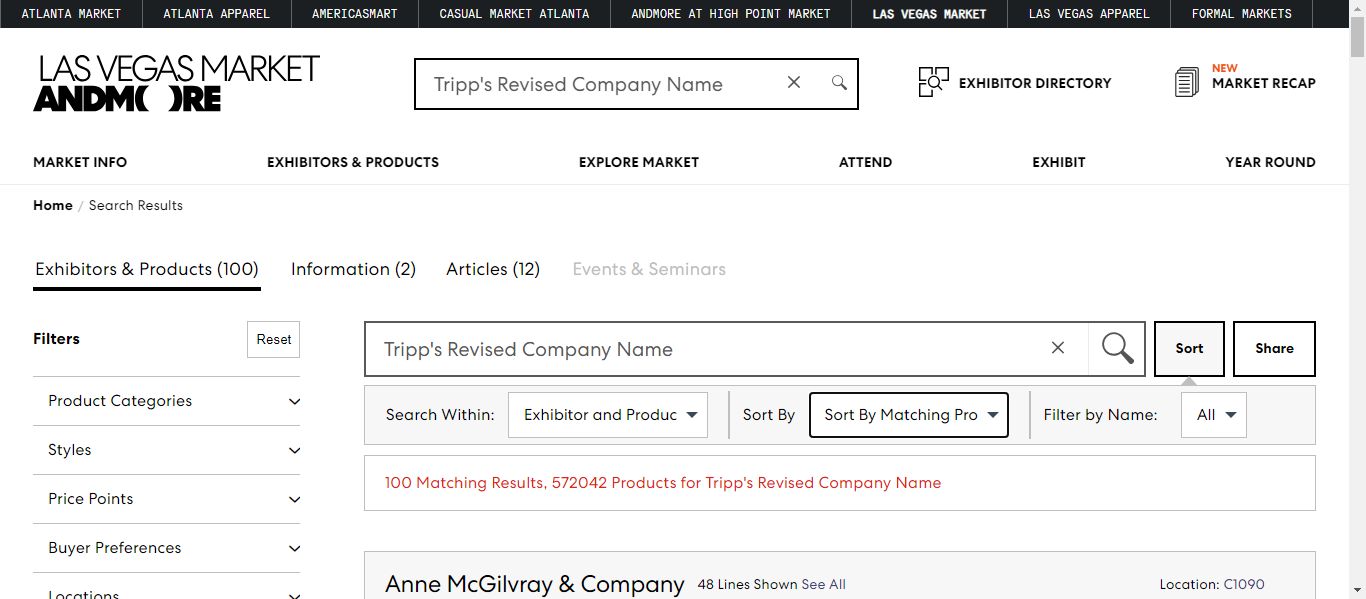 ATLANTA MARKET ATLANTA APPAREL AMERICASMART CASUAL MARKET ATLANTA ANDMORE AT HIGH POINT MARKET LAS VEGAS MARKET LAS VEGAS APPAREL FORMAL MARKETS
LAS VEGAS MARKET
ANDM( )RE
Tripp's Revised Company Name
EXHIBITOR DIRECTORY
NEW
MARKET RECAP
MARKET INFO EXHIBITORS & PRODUCTS EXPLORE MARKET ATTEND EXHIBIT YEAR ROUND
Home / Search Results
Exhibitors & Products (100) Information (2) Articles (12) Events & Seminars
Filters
Reset
Product Categories
Styles
Price Points
Buyer Preferences
Locations
Tripp's Revised Company Name
Sort
Share
Search Within: Exhibitor and Produc Sort By Sort By Matching Pro Filter by Name: All
100 Matching Results, 572042 Products for Tripp's Revised Company Name
Anne McGilvray & Company 48 Lines Shown See All Location: C1090